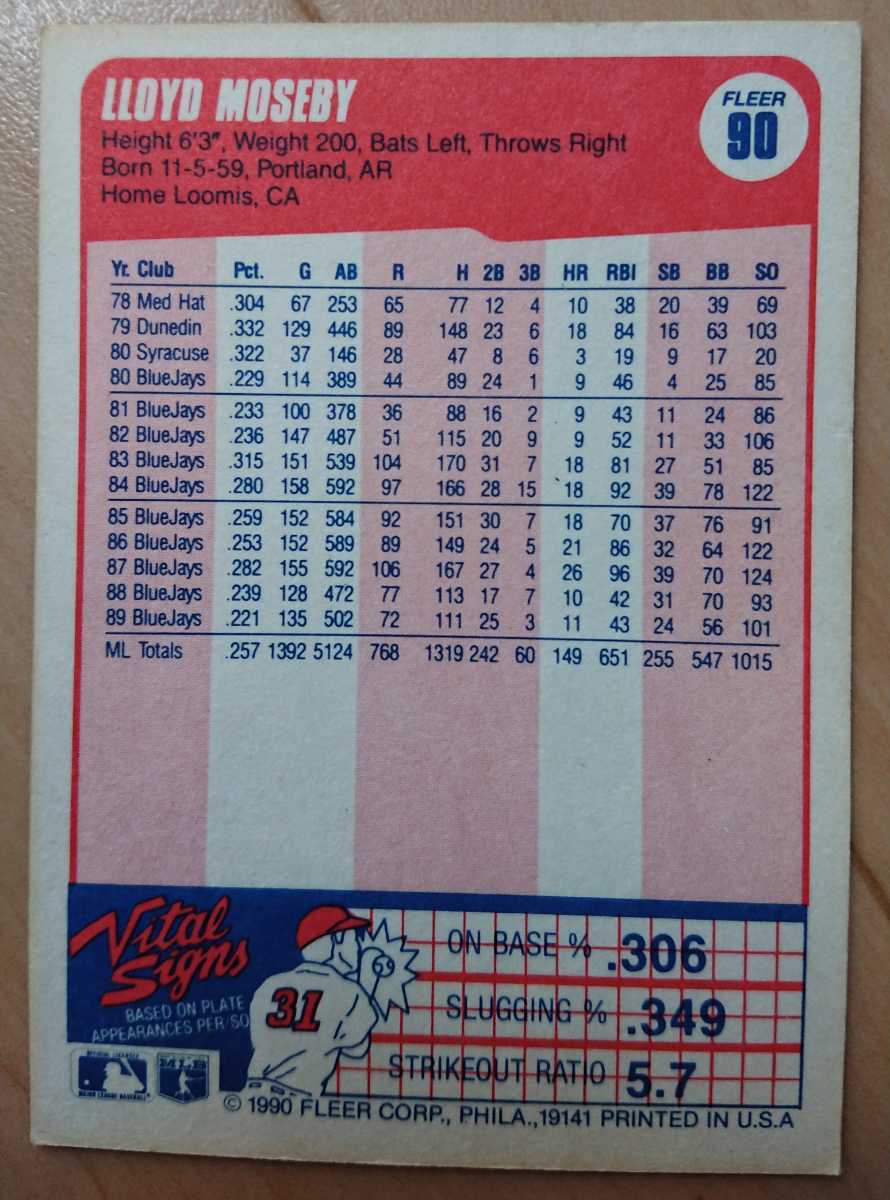 LLOYD MOSEBY
Height 6'3", Weight 200, Bats Left, Throws Right
Born 11-5-59, Portland, AR
Home Loomis, CA
FLEER
90
Yr. Club Pct. G AB R H 2B 3B HR RBI SB BB SO
78 Med Hat .304 67 253 65 77 12 4 10 38 20 39 69
79 Dunedin .332 129 446 89 148 23 6 18 84 16 63 103
80 Syracuse .322 37 146 28 47 8 6 3 19 9 17 20
80 BlueJays .229 114 389 44 89 24 1 9 46 4 25 85
81 BlueJays .233 100 378 36 88 16 2 9 43 11 24 86
82 BlueJays .236 147 487 51 115 20 9 9 52 11 33 106
83 BlueJays .315 151 539 104 170 31 7 18 81 27 51 85
84 BlueJays .280 158 592 97 166 28 15 18 92 39 78 122
85 BlueJays .259 152 584 92 151 30 7 18 70 37 76 91
86 BlueJays .253 152 589 89 149 24 5 21 86 32 64 122
87 BlueJays .282 155 592 106 167 27 4 26 96 39 70 124
88 BlueJays .239 128 472 77 113 17 7 10 42 31 70 93
89 BlueJays .221 135 502 72 111 25 3 11 43 24 56 101
ML Totals .257 1392 5124 768 1319 242 60 149 651 255 547 1015
Vital
Signs
BASED ON PLATE
APPEARANCES PER/SO
31
ON BASE % .306
SLUGGING % .349
STRIKEOUT RATIO 5.7
MAJOR LEAGUE BASEBALL
MLB
© 1990 FLEER CORP., PHILA.,19141 PRINTED IN U.S.A